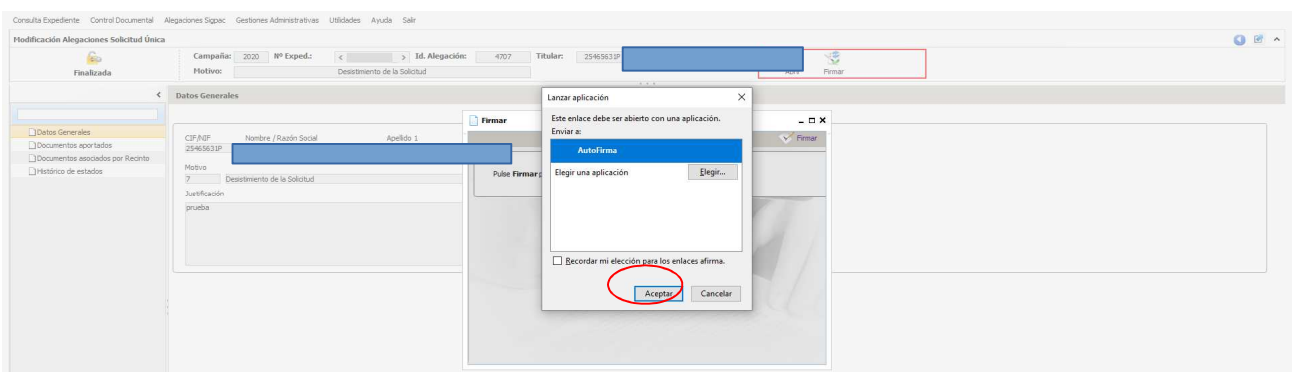 Consulta Expediente Control Documental Alegaciones Sigpac Gestiones Administrativas Utilidades Ayuda Salir
Modificación Alegaciones Solicitud Única
Finalizada
Campaña: 2020 Nº Exped.: Id. Alegación: 4707 Titular: 25465631P
Motivo: Desistimiento de la Solicitud
Firmar
Datos Generales
Datos Generales
Documentos aportados
Documentos asociados por Recinto
Histórico de estados
CIF/NIF Nombre / Razón Social Apellido 1
25465631P
Motivo
7 Desistimiento de la Solicitud
Justificación
prueba
Firmar
Firmar
Pulse Firmar
Lanzar aplicación
Este enlace debe ser abierto con una aplicación.
Enviar a:
AutoFirma
Elegir una aplicación Elegir...
Recordar mi elección para los enlaces afirma.
Aceptar Cancelar